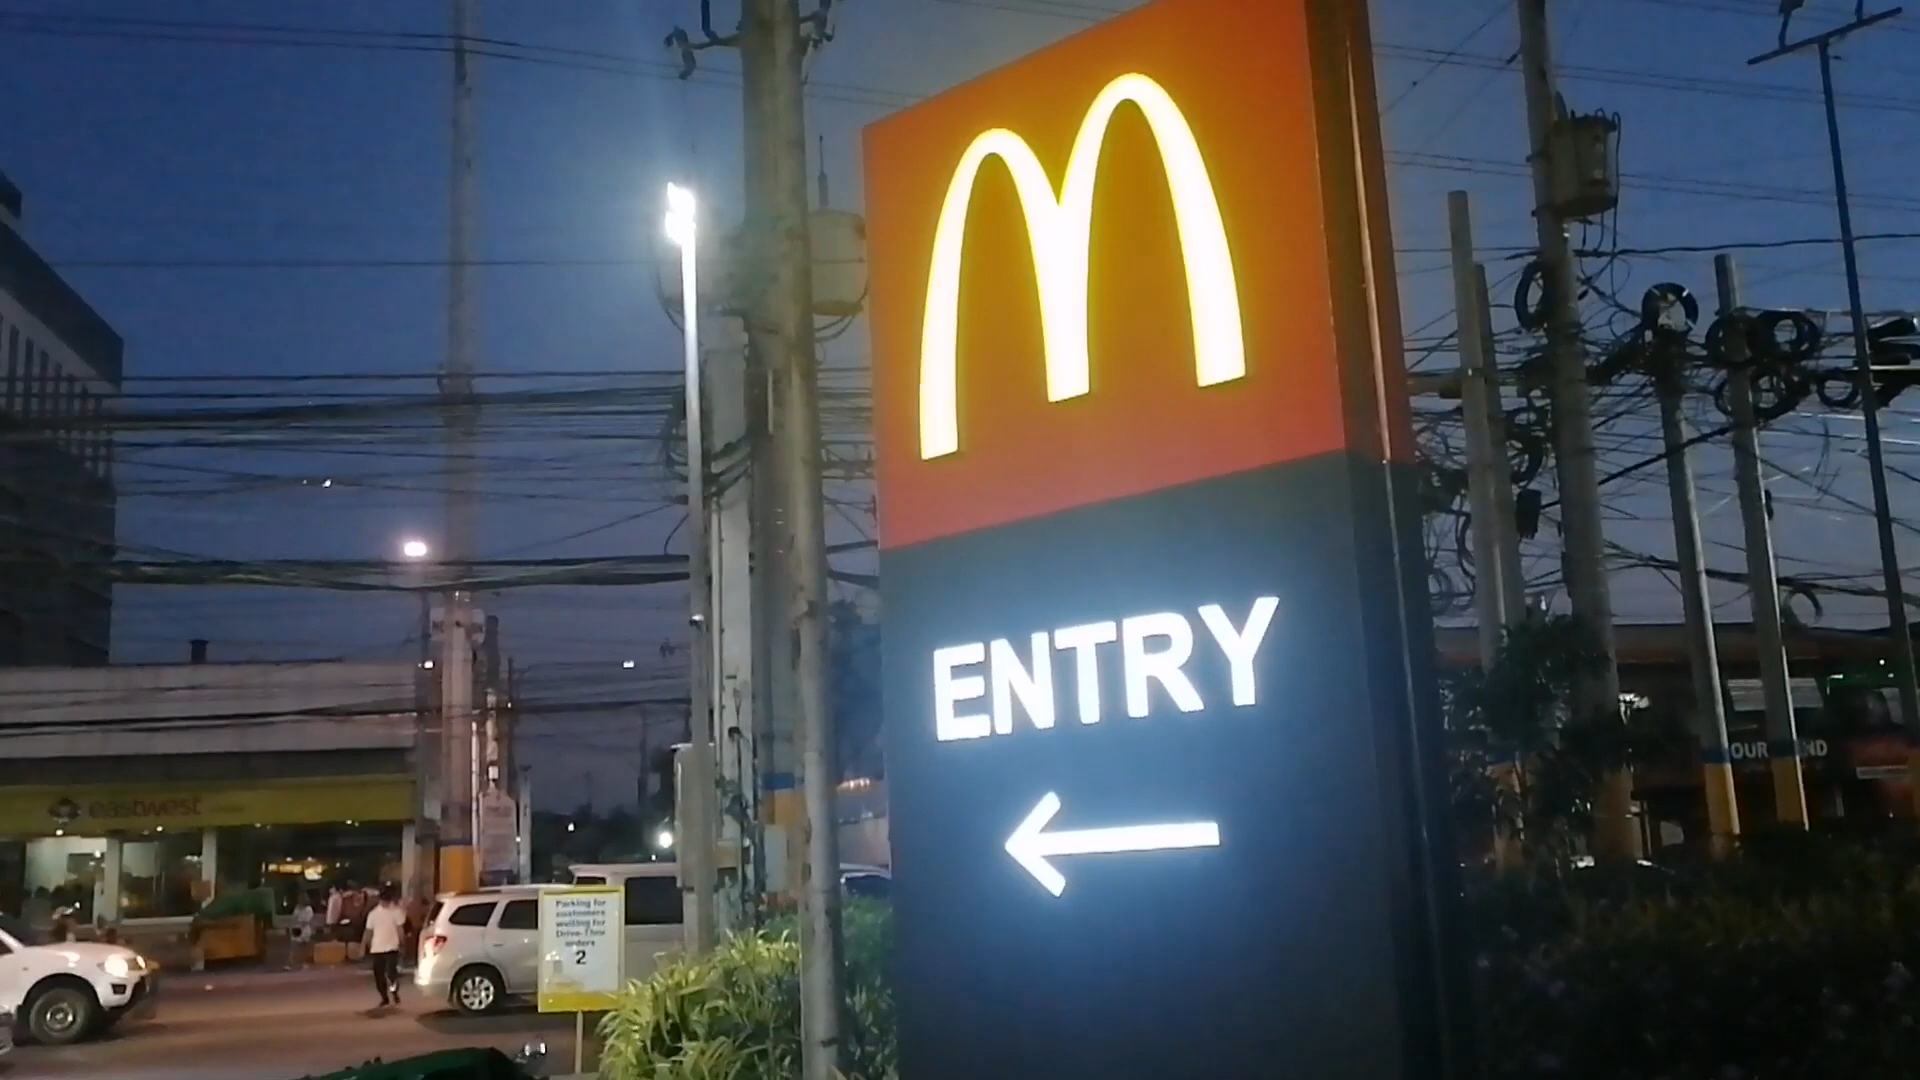 ENTRY
eastwest
Parking for
customers
waiting for
Drive-Thru
orders
2